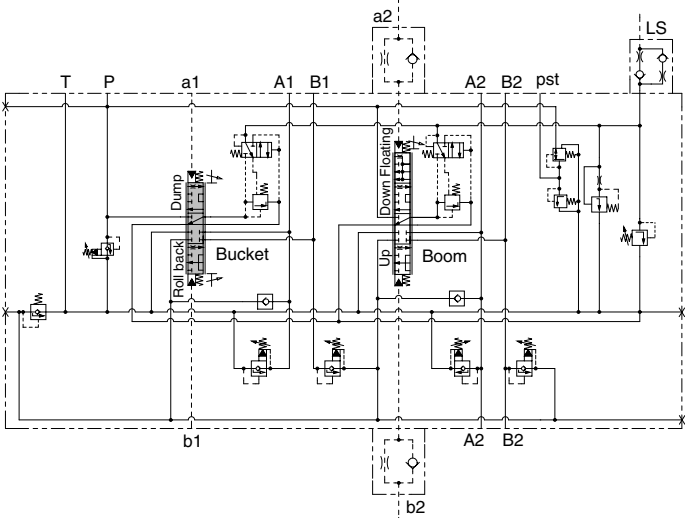 a2
LS
T
P
a1
A1
B1
A2
B2
pst
Dump
Roll back
Bucket
Down Floating
Up
Boom
b1
A2
B2
b2